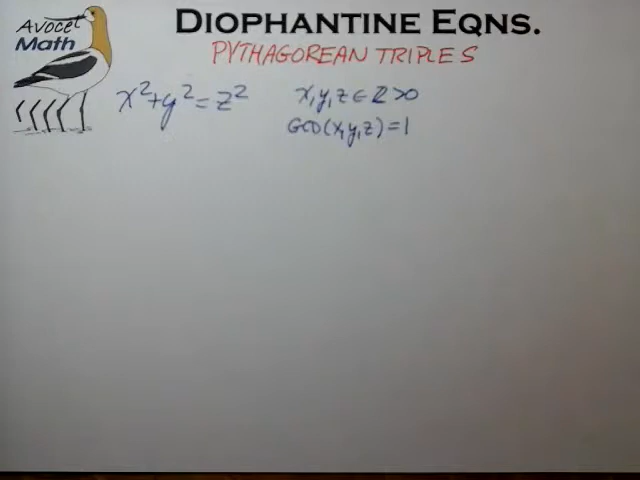 Avocet
Math
DIOPHANTINE EQNS.
PYTHAGOREAN TRIPLES
x²+y²=z² x,y,z∈ℤ>0
GCD(x,y,z)=1